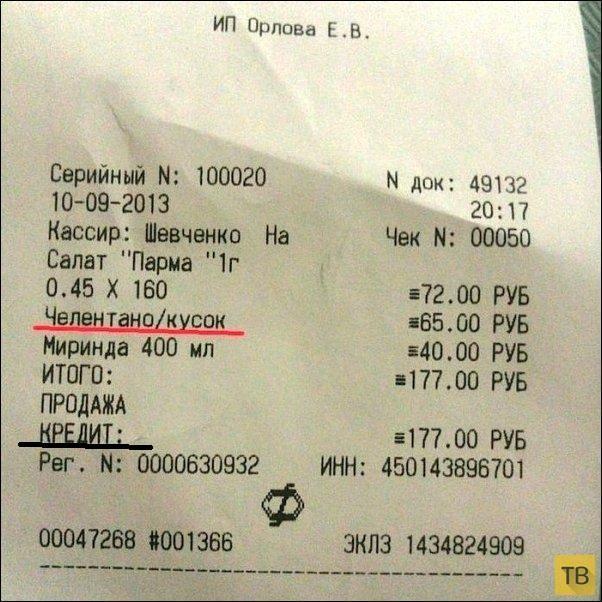 ИП Орлова Е.В.
Серийный N: 100020 N док: 49132
10-09-2013 20:17
Кассир: Шевченко На Чек N: 00050
Салат "Парма "1г
0.45 X 160 ≡72.00 РУБ
Челентано/кусок ≡65.00 РУБ
Миринда 400 мл ≡40.00 РУБ
ИТОГО: ≡177.00 РУБ
ПРОДАЖА
КРЕДИТ: ≡177.00 РУБ
Рег. N: 0000630932 ИНН: 450143896701
00047268 #001366 ЭКЛЗ 1434824909
ТВ